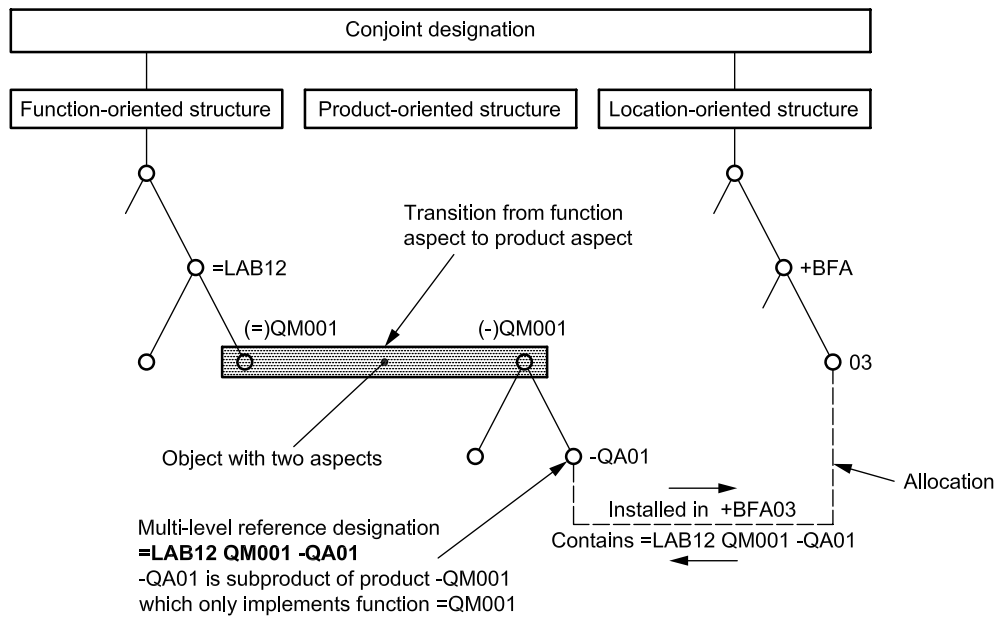 Conjoint designation
Function-oriented structure
Product-oriented structure
Location-oriented structure
Transition from function
aspect to product aspect
=LAB12
+BFA
(=)QM001
(-)QM001
03
Object with two aspects
-QA01
Allocation
Installed in +BFA03
Contains =LAB12 QM001 -QA01
Multi-level reference designation
=LAB12 QM001 -QA01
-QA01 is subproduct of product -QM001
which only implements function =QM001